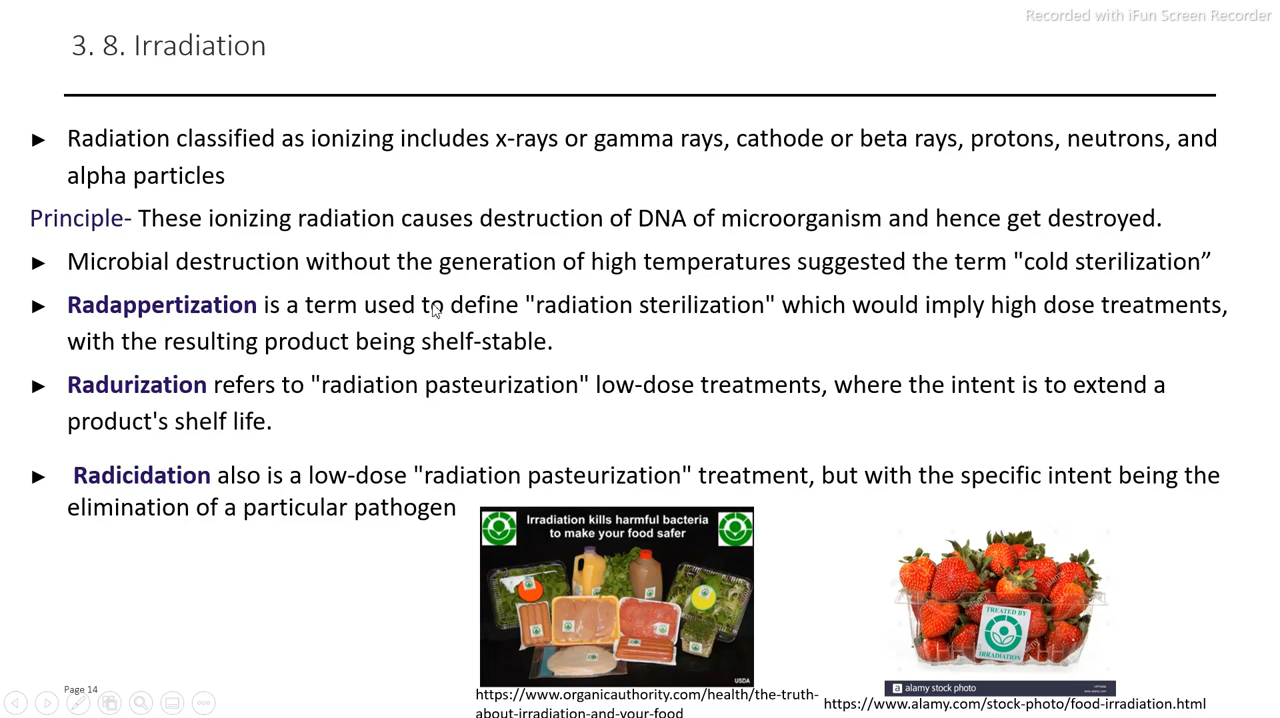 Recorded with iFun Screen Recorder
3. 8. Irradiation
► Radiation classified as ionizing includes x-rays or gamma rays, cathode or beta rays, protons, neutrons, and
alpha particles
Principle- These ionizing radiation causes destruction of DNA of microorganism and hence get destroyed.
► Microbial destruction without the generation of high temperatures suggested the term "cold sterilization”
► Radappertization is a term used to define "radiation sterilization" which would imply high dose treatments,
with the resulting product being shelf-stable.
► Radurization refers to "radiation pasteurization" low-dose treatments, where the intent is to extend a
product's shelf life.
► Radicidation also is a low-dose "radiation pasteurization" treatment, but with the specific intent being the
elimination of a particular pathogen
Irradiation kills harmful bacteria
to make your food safer
USDA
TREATED BY
IRRADIATION
a alamy stock photo
Page 14
https://www.organicauthority.com/health/the-truth-
about-irradiation-and-your-food
https://www.alamy.com/stock-photo/food-irradiation.html